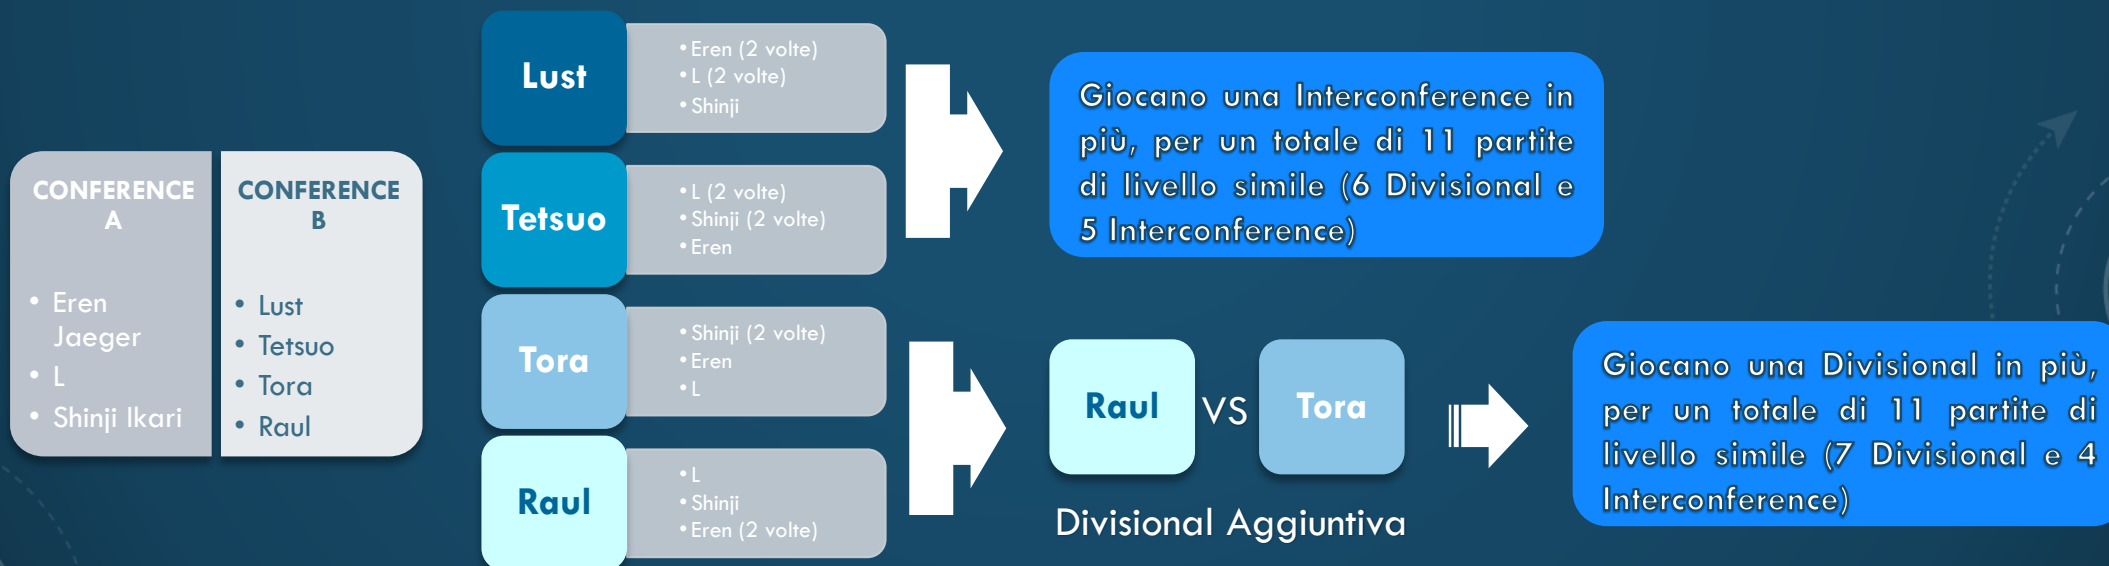 CONFERENCE
A
• Eren
Jaeger
• L
• Shinji Ikari
CONFERENCE
B
• Lust
• Tetsuo
• Tora
• Raul
Lust
• Eren (2 volte)
• L (2 volte)
• Shinji
Tetsuo
• L (2 volte)
• Shinji (2 volte)
• Eren
Tora
• Shinji (2 volte)
• Eren
• L
Raul
• L
• Shinji
• Eren (2 volte)
Giocano una Interconference in
più, per un totale di 11 partite
di livello simile (6 Divisional e
5 Interconference)
Raul
VS
Tora
Divisional Aggiuntiva
Giocano una Divisional in più,
per un totale di 11 partite di
livello simile (7 Divisional e 4
Interconference)